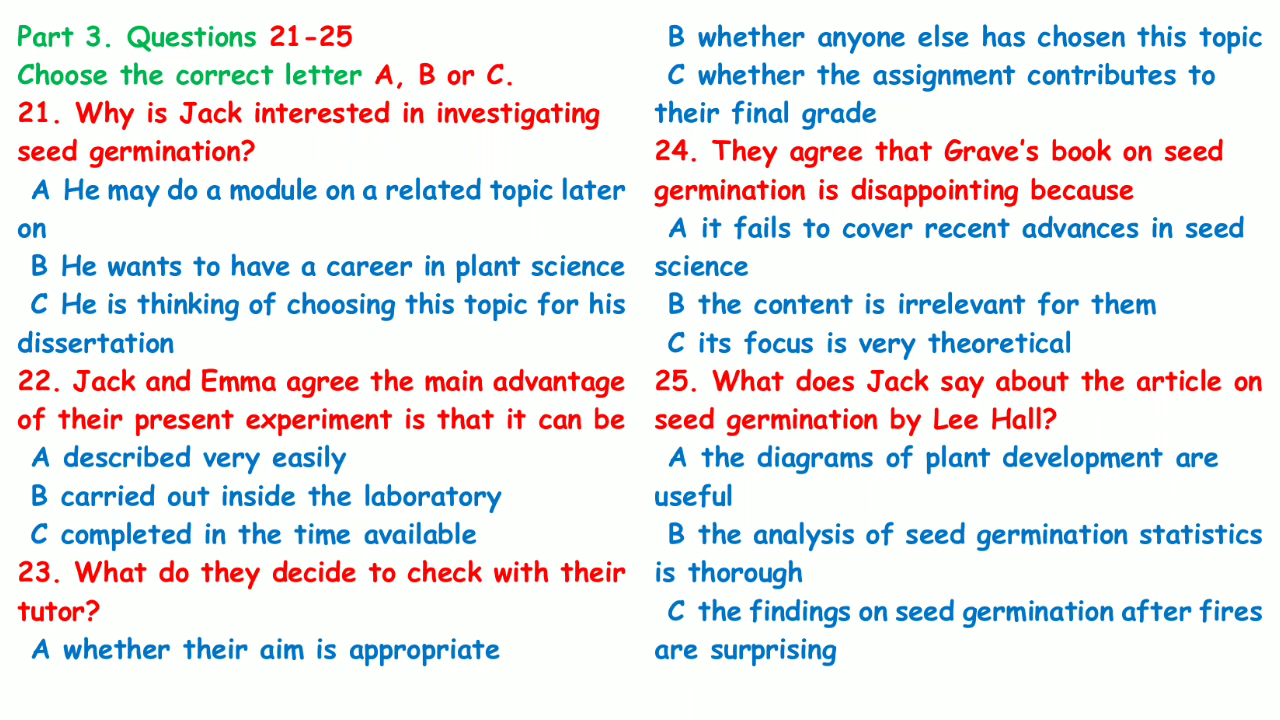 Part 3. Questions 21-25
Choose the correct letter A, B or C.
21. Why is Jack interested in investigating
seed germination?
A He may do a module on a related topic later
on
B He wants to have a career in plant science
C He is thinking of choosing this topic for his
dissertation
22. Jack and Emma agree the main advantage
of their present experiment is that it can be
A described very easily
B carried out inside the laboratory
C completed in the time available
23. What do they decide to check with their
tutor?
A whether their aim is appropriate
B whether anyone else has chosen this topic
C whether the assignment contributes to
their final grade
24. They agree that Grave's book on seed
germination is disappointing because
A it fails to cover recent advances in seed
science
B the content is irrelevant for them
C its focus is very theoretical
25. What does Jack say about the article on
seed germination by Lee Hall?
A the diagrams of plant development are
useful
B the analysis of seed germination statistics
is thorough
C the findings on seed germination after fires
are surprising